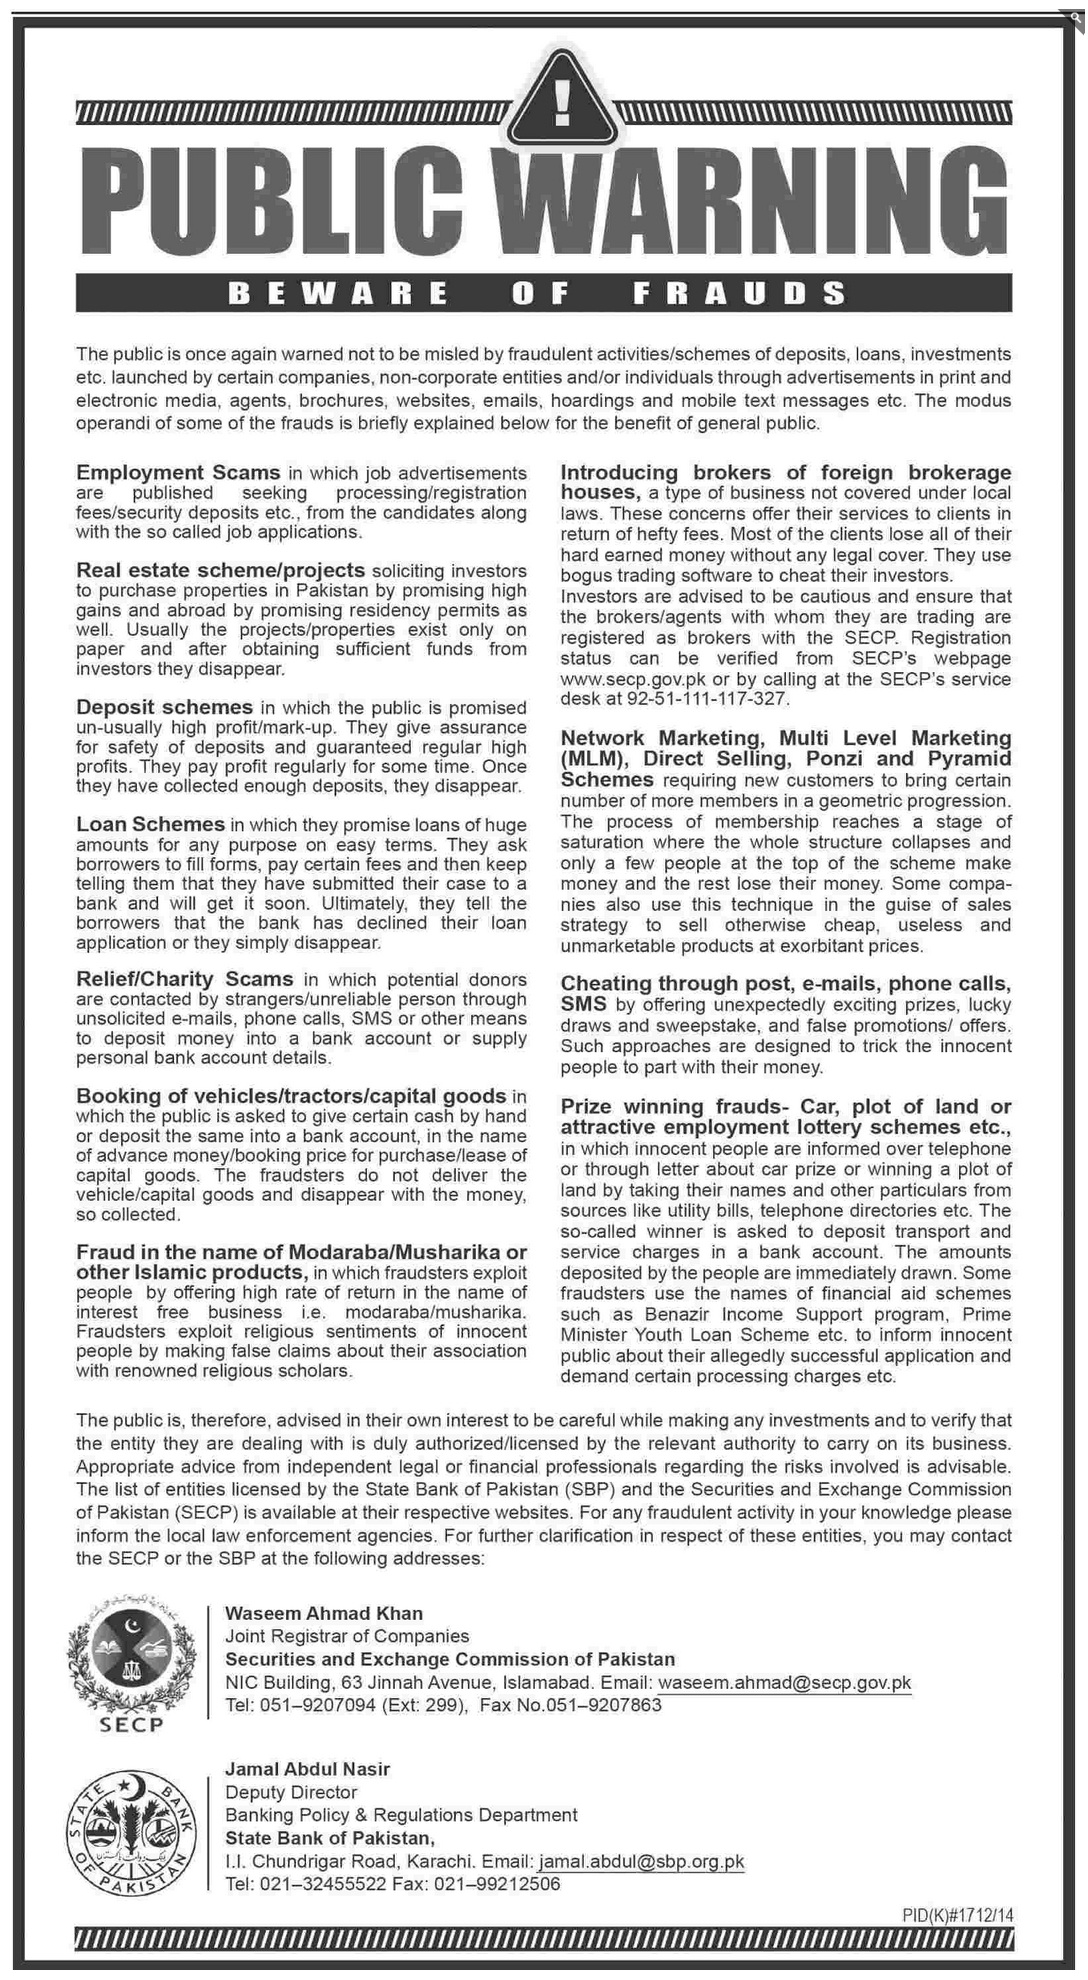 PUBLIC WARNING
BEWARE OF FRAUDS
The public is once again warned not to be misled by fraudulent activities/schemes of deposits, loans, investments
etc. launched by certain companies, non-corporate entities and/or individuals through advertisements in print and
electronic media, agents, brochures, websites, emails, hoardings and mobile text messages etc. The modus
operandi of some of the frauds is briefly explained below for the benefit of general public.
Employment Scams in which job advertisements
are published seeking processing/registration
fees/security deposits etc., from the candidates along
with the so called job applications.
Real estate scheme/projects soliciting investors
to purchase properties in Pakistan by promising high
gains and abroad by promising residency permits as
well. Usually the projects/properties exist only on
paper and after obtaining sufficient funds from
investors they disappear.
Deposit schemes in which the public is promised
un-usually high profit/mark-up. They give assurance
for safety of deposits and guaranteed regular high
profits. They pay profit regularly for some time. Once
they have collected enough deposits, they disappear.
Loan Schemes in which they promise loans of huge
amounts for any purpose on easy terms. They ask
borrowers to fill forms, pay certain fees and then keep
telling them that they have submitted their case to a
bank and will get it soon. Ultimately, they tell the
borrowers that the bank has declined their loan
application or they simply disappear.
Relief/Charity Scams in which potential donors
are contacted by strangers/unreliable person through
unsolicited e-mails, phone calls, SMS or other means
to deposit money into a bank account or supply
personal bank account details.
Booking of vehicles/tractors/capital goods in
which the public is asked to give certain cash by hand
or deposit the same into a bank account, in the name
of advance money/booking price for purchase/lease of
capital goods. The fraudsters do not deliver the
vehicle/capital goods and disappear with the money,
so collected.
Fraud in the name of Modaraba/Musharika or
other Islamic products, in which fraudsters exploit
people by offering high rate of return in the name of
interest free business i.e. modaraba/musharika.
Fraudsters exploit religious sentiments of innocent
people by making false claims about their association
with renowned religious scholars.
Introducing brokers of foreign brokerage
houses, a type of business not covered under local
laws. These concerns offer their services to clients in
return of hefty fees. Most of the clients lose all of their
hard earned money without any legal cover. They use
bogus trading software to cheat their investors.
Investors are advised to be cautious and ensure that
the brokers/agents with whom they are trading are
registered as brokers with the SECP. Registration
status can be verified from SECP's webpage
www.secp.gov.pk or by calling at the SECP's service
desk at 92-51-111-117-327.
Network Marketing, Multi Level Marketing
(MLM), Direct Selling, Ponzi and Pyramid
Schemes requiring new customers to bring certain
number of more members in a geometric progression.
The process of membership reaches a stage of
saturation where the whole structure collapses and
only a few people at the top of the scheme make
money and the rest lose their money. Some compa-
nies also use this technique in the guise of sales
strategy to sell otherwise cheap, useless and
unmarketable products at exorbitant prices.
Cheating through post, e-mails, phone calls,
SMS by offering unexpectedly exciting prizes, lucky
draws and sweepstake, and false promotions/ offers.
Such approaches are designed to trick the innocent
people to part with their money.
Prize winning frauds- Car, plot of land or
attractive employment lottery schemes etc.,
in which innocent people are informed over telephone
or through letter about car prize or winning a plot of
land by taking their names and other particulars from
sources like utility bills, telephone directories etc. The
so-called winner is asked to deposit transport and
service charges in a bank account. The amounts
deposited by the people are immediately drawn. Some
fraudsters use the names of financial aid schemes
such as Benazir Income Support program, Prime
Minister Youth Loan Scheme etc. to inform innocent
public about their allegedly successful application and
demand certain processing charges etc.
The public is, therefore, advised in their own interest to be careful while making any investments and to verify that
the entity they are dealing with is duly authorized/licensed by the relevant authority to carry on its business.
Appropriate advice from independent legal or financial professionals regarding the risks involved is advisable.
The list of entities licensed by the State Bank of Pakistan (SBP) and the Securities and Exchange Commission
of Pakistan (SECP) is available at their respective websites. For any fraudulent activity in your knowledge please
inform the local law enforcement agencies. For further clarification in respect of these entities, you may contact
the SECP or the SBP at the following addresses:
SECP
Waseem Ahmad Khan
Joint Registrar of Companies
Securities and Exchange Commission of Pakistan
NIC Building, 63 Jinnah Avenue, Islamabad. Email: waseem.ahmad@secp.gov.pk
Tel: 051–9207094 (Ext: 299), Fax No.051–9207863
STATE BANK OF PAKISTAN
Jamal Abdul Nasir
Deputy Director
Banking Policy & Regulations Department
State Bank of Pakistan,
I.I. Chundrigar Road, Karachi. Email: jamal.abdul@sbp.org.pk
Tel: 021–32455522 Fax: 021–99212506
PID(K)#1712/14